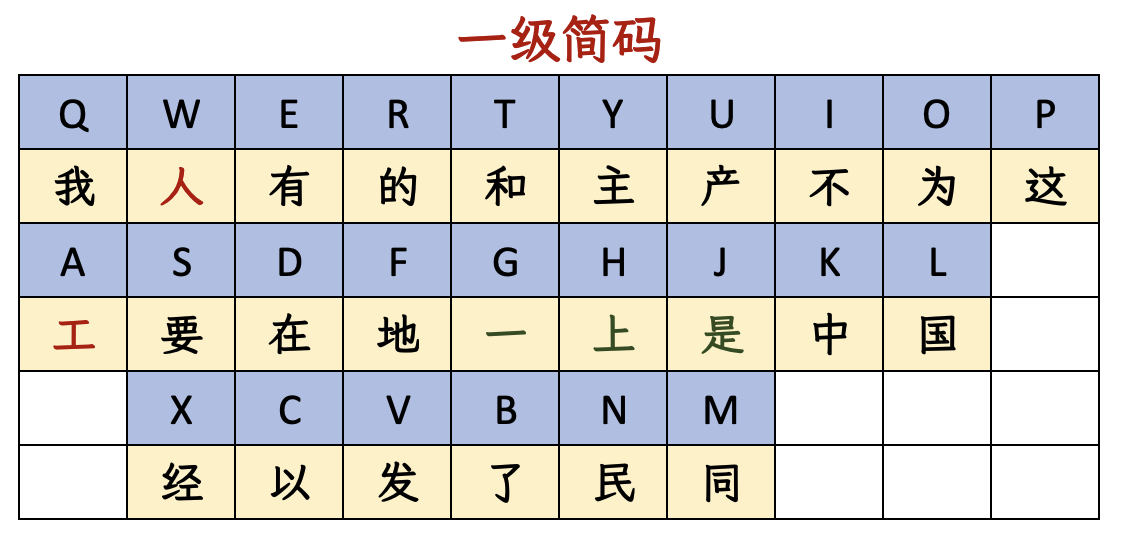 一级简码
Q W E R T Y U I O P
我 人 有 的 和 主 产 不 为 这
A S D F G H J K L
工 要 在 地 一 上 是 中 国
X C V B N M
经 以 发 了 民 同